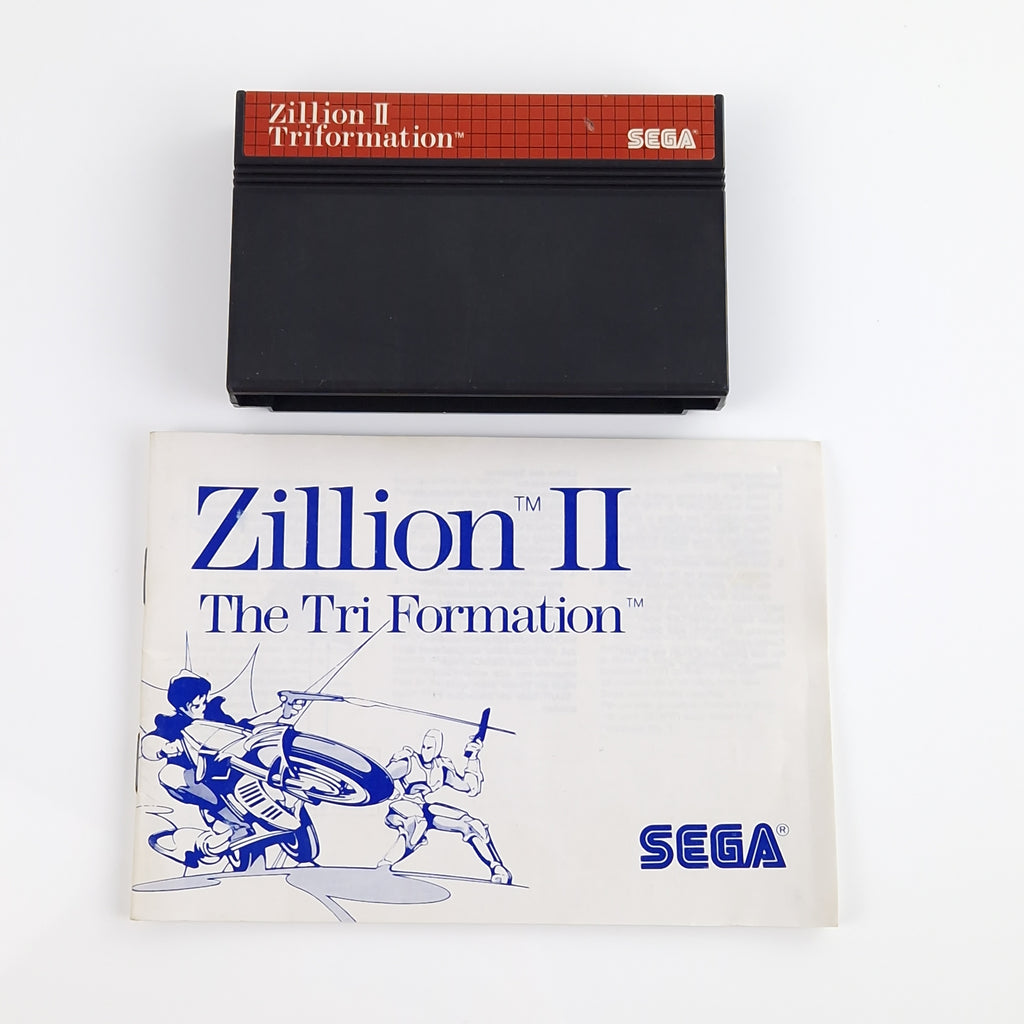 Zillion II
Triformation™
SEGA®
Zillion™ II
The Tri Formation™
SEGA®